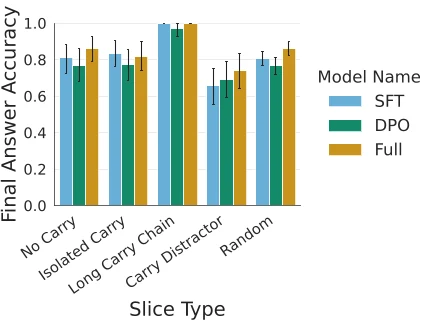 Final Answer Accuracy
1.0
0.8
0.6
0.4
0.2
0.0
No Carry
Isolated Carry
Long Carry Chain
Carry Distractor
Random
Slice Type
Model Name
SFT
DPO
Full